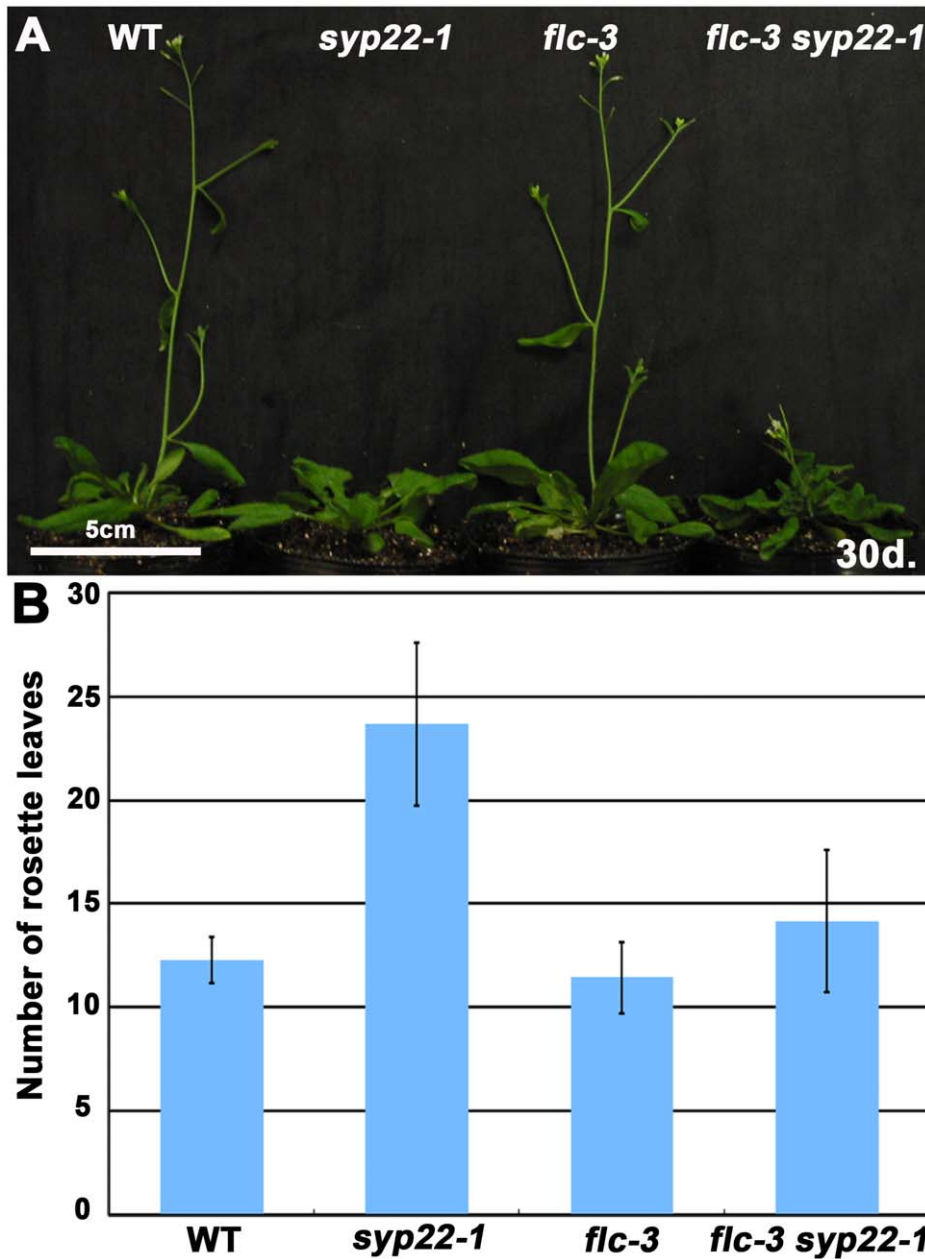 A WT syp22-1 flc-3 flc-3 syp22-1
5cm
30d.
B
Number of rosette leaves
30
25
20
15
10
5
0
WT syp22-1 flc-3 flc-3 syp22-1